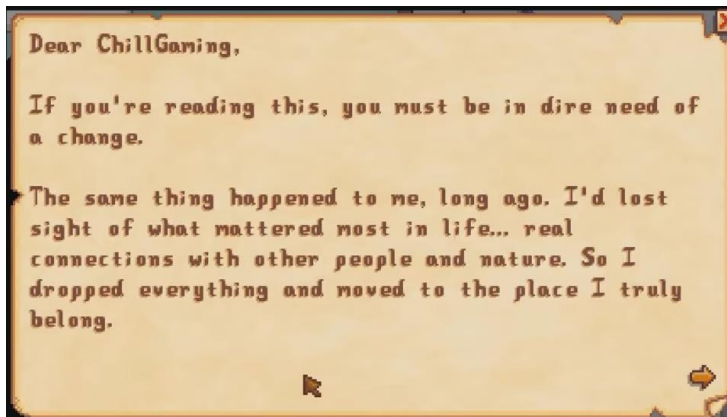 Dear ChillGaming,
If you're reading this, you must be in dire need of
a change.
The same thing happened to me, long ago. I'd lost
sight of what mattered most in life... real
connections with other people and nature. So I
dropped everything and moved to the place I truly
belong.